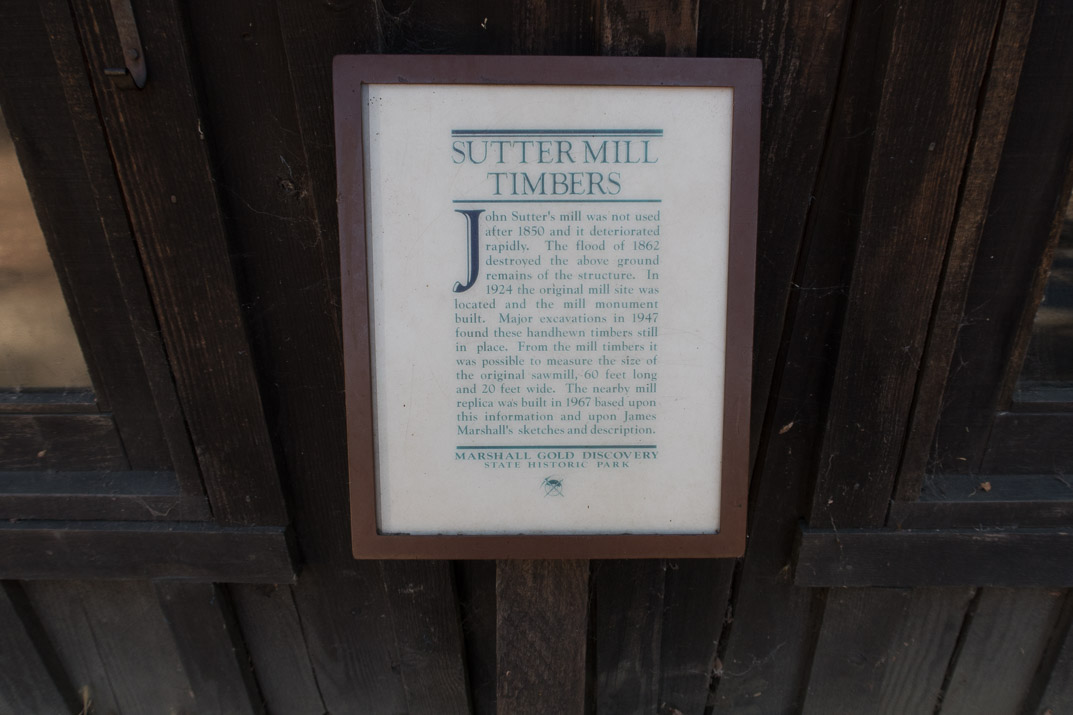 SUTTER MILL
TIMBERS
John Sutter's mill was not used
after 1850 and it deteriorated
rapidly. The flood of 1862
destroyed the above ground
remains of the structure. In
1924 the original mill site was
located and the mill monument
built. Major excavations in 1947
found these handhewn timbers still
in place. From the mill timbers it
was possible to measure the size of
the original sawmill, 60 feet long
and 20 feet wide. The nearby mill
replica was built in 1967 based upon
this information and upon James
Marshall's sketches and description.
MARSHALL GOLD DISCOVERY
STATE HISTORIC PARK